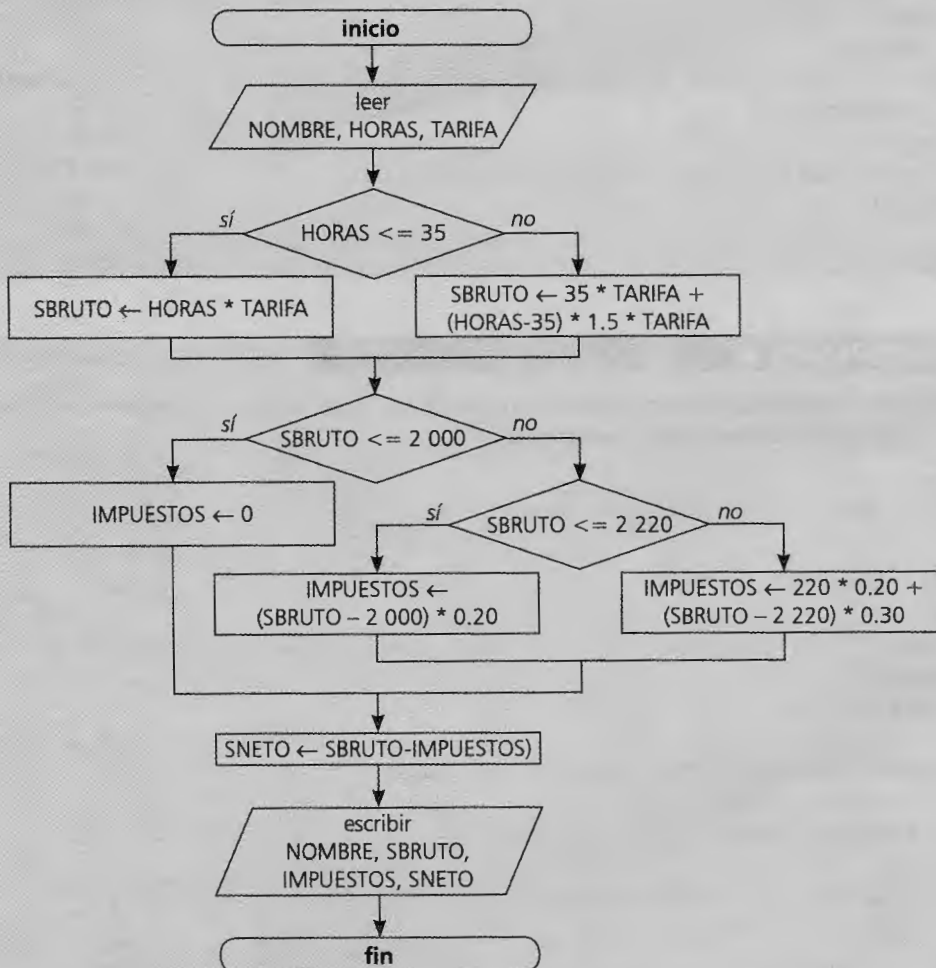 inicio
leer
NOMBRE, HORAS, TARIFA
sí
HORAS <= 35
no
SBRUTO ← HORAS * TARIFA
SBRUTO ← 35 * TARIFA +
(HORAS-35) * 1.5 * TARIFA
sí
SBRUTO <= 2 000
no
IMPUESTOS ← 0
sí
SBRUTO <= 2 220
no
IMPUESTOS ←
(SBRUTO – 2 000) * 0.20
IMPUESTOS ← 220 * 0.20 +
(SBRUTO – 2 220) * 0.30
SNETO ← SBRUTO-IMPUESTOS)
escribir
NOMBRE, SBRUTO,
IMPUESTOS, SNETO
fin